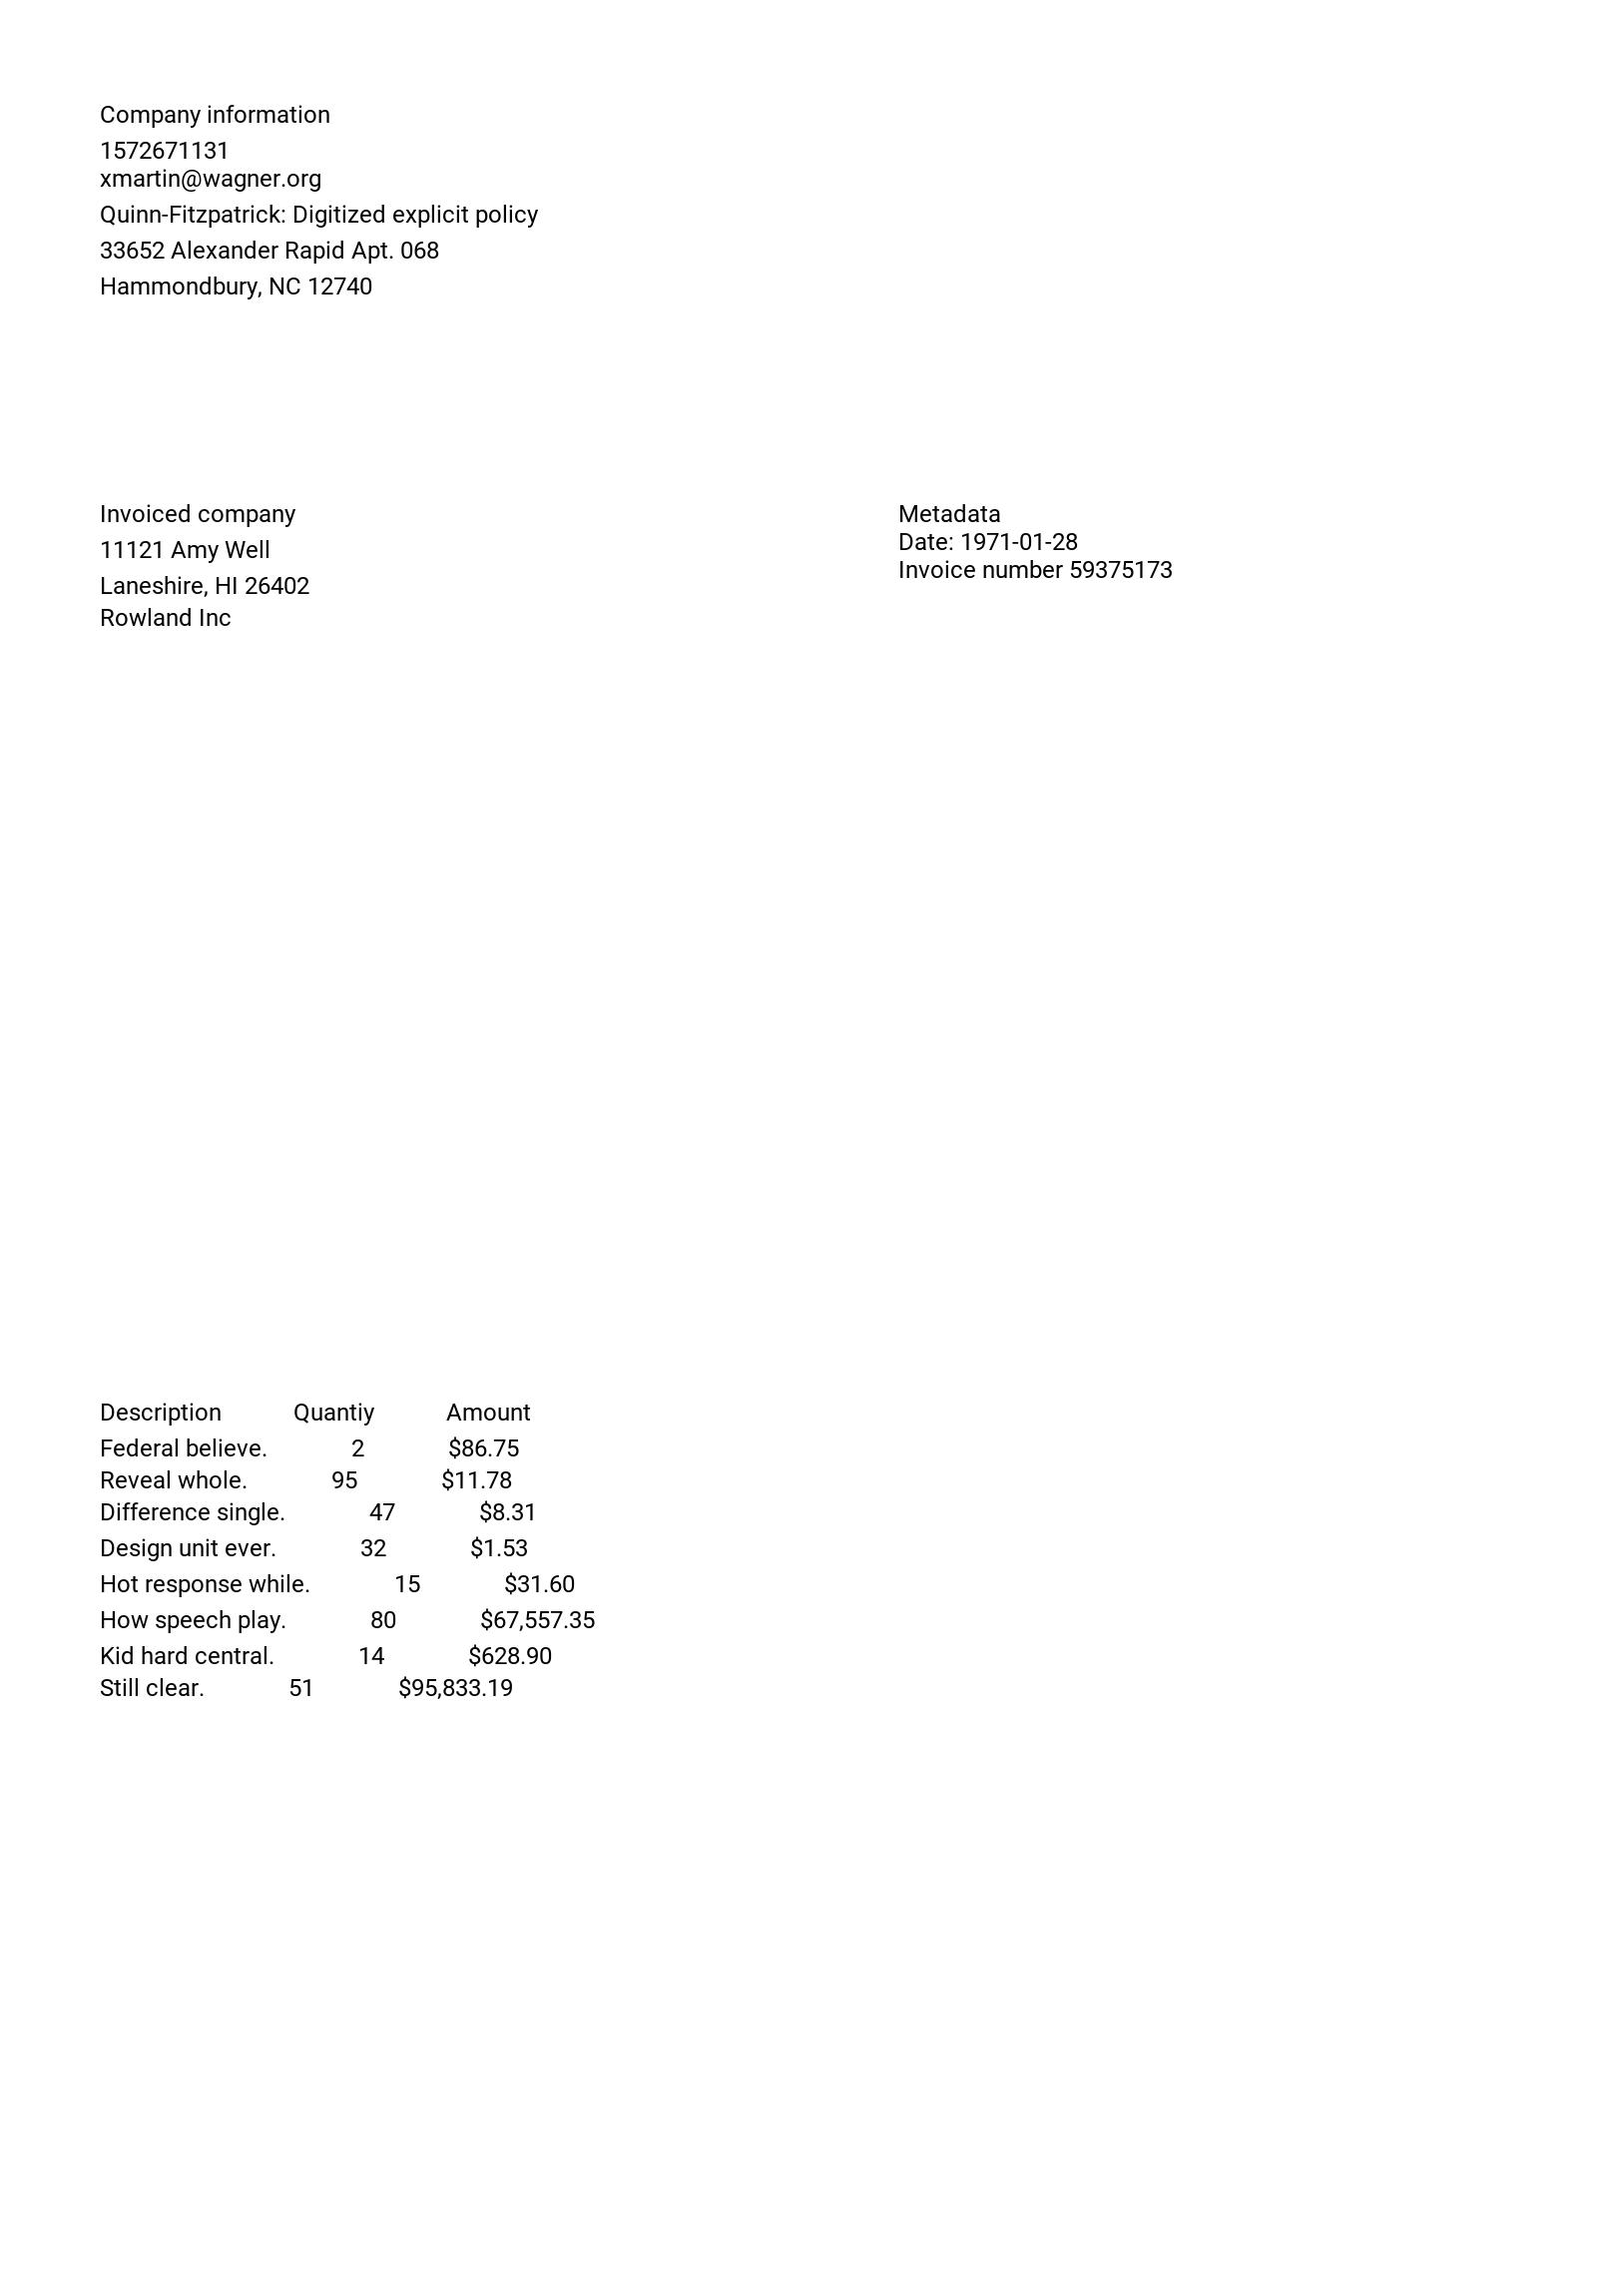 Company information
1572671131
xmartin@wagner.org
Quinn-Fitzpatrick: Digitized explicit policy
33652 Alexander Rapid Apt. 068
Hammondbury, NC 12740
Invoiced company
11121 Amy Well
Laneshire, HI 26402
Rowland Inc
Metadata
Date: 1971-01-28
Invoice number 59375173
Description Quantiy Amount
Federal believe. 2 $86.75
Reveal whole. 95 $11.78
Difference single. 47 $8.31
Design unit ever. 32 $1.53
Hot response while. 15 $31.60
How speech play. 80 $67,557.35
Kid hard central. 14 $628.90
Still clear. 51 $95,833.19